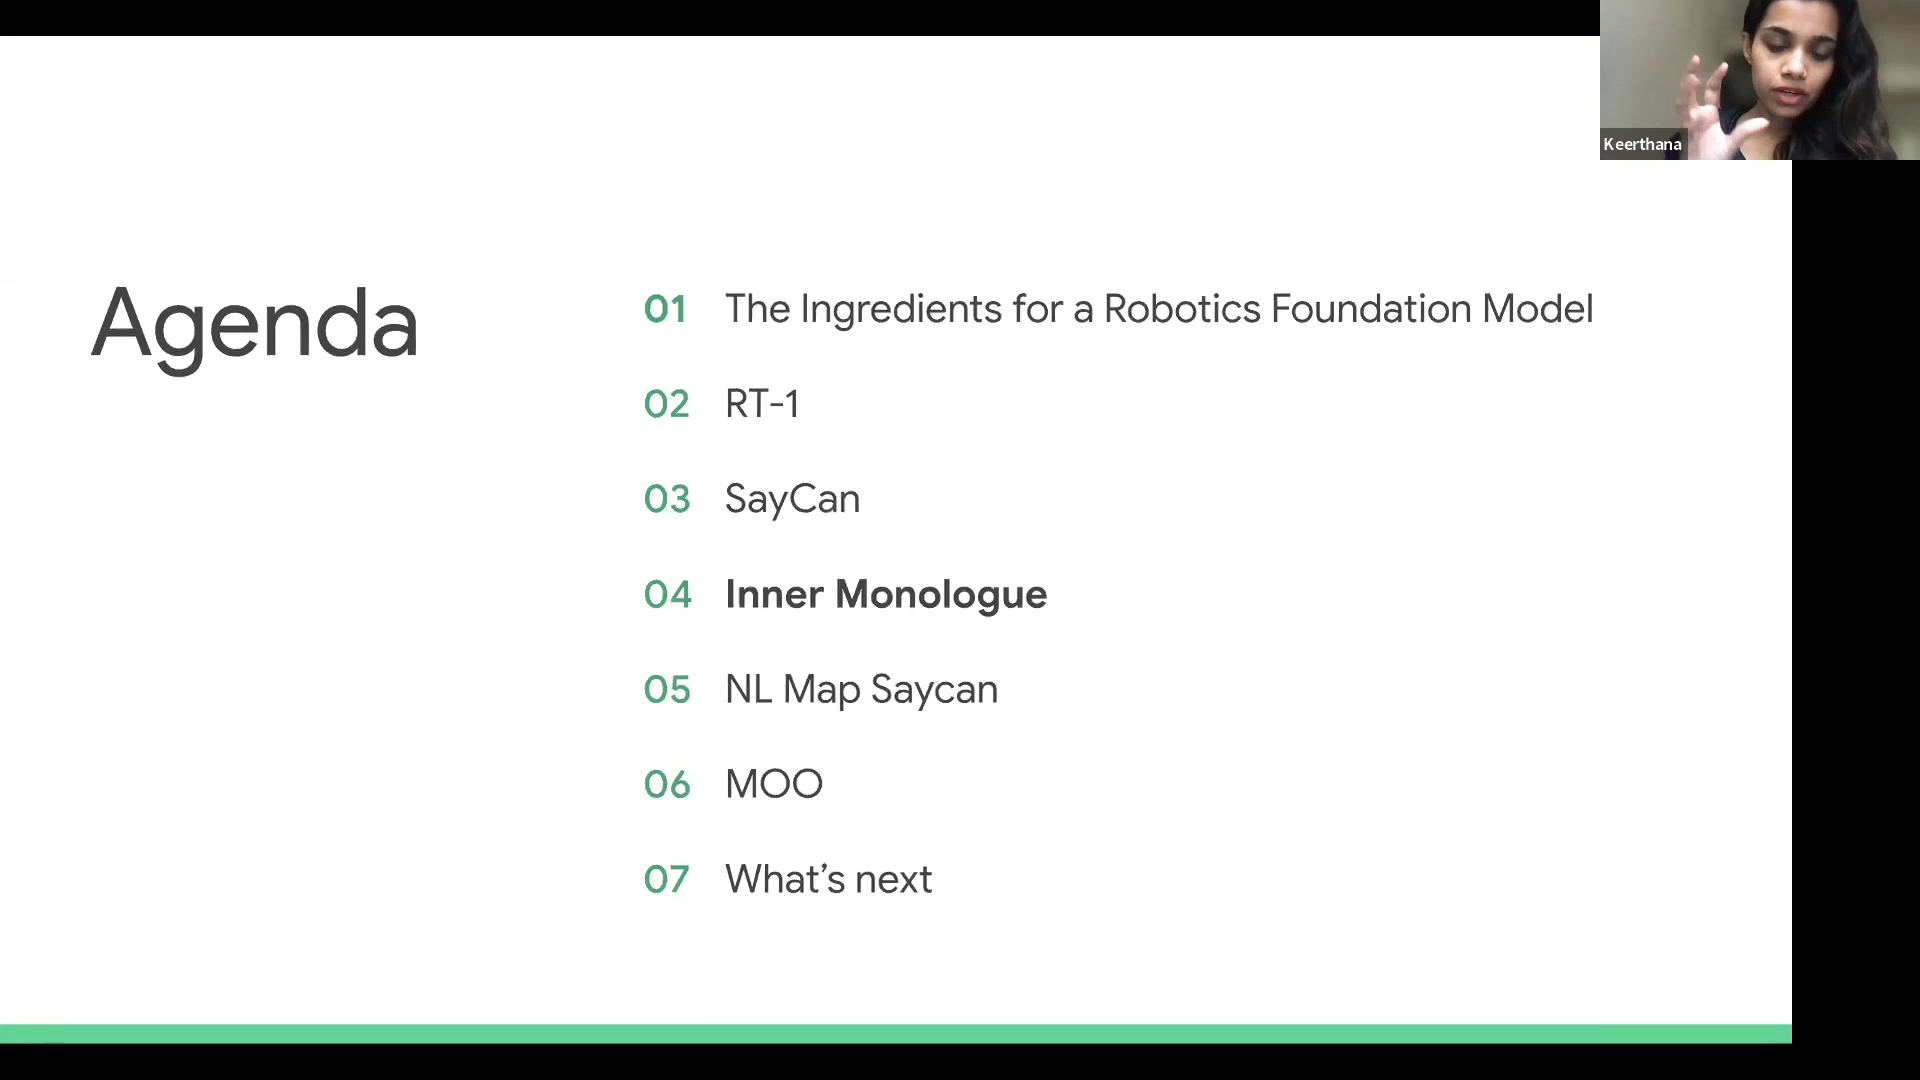 Keerthana
Agenda
01 The Ingredients for a Robotics Foundation Model
02 RT-1
03 SayCan
04 Inner Monologue
05 NL Map Saycan
06 MOO
07 What’s next